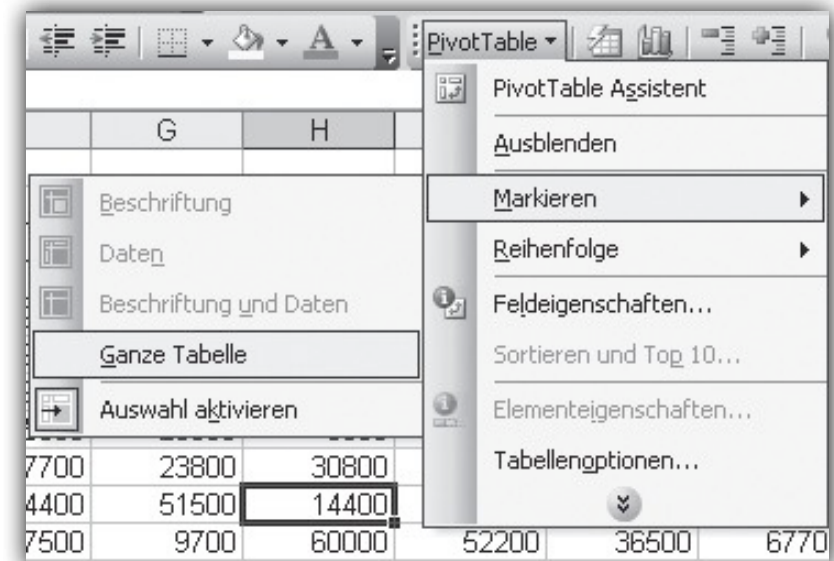 PivotTable
PivotTable Assistent
Ausblenden
Markieren
Reihenfolge
Feldeigenschaften...
Sortieren und Top 10...
Elementeigenschaften...
Tabellenoptionen...
G H
Beschriftung
Daten
Beschriftung und Daten
Ganze Tabelle
Auswahl aktivieren
7700 23800 30800
4400 51500 14400
7500 9700 60000 52200 36500 6770